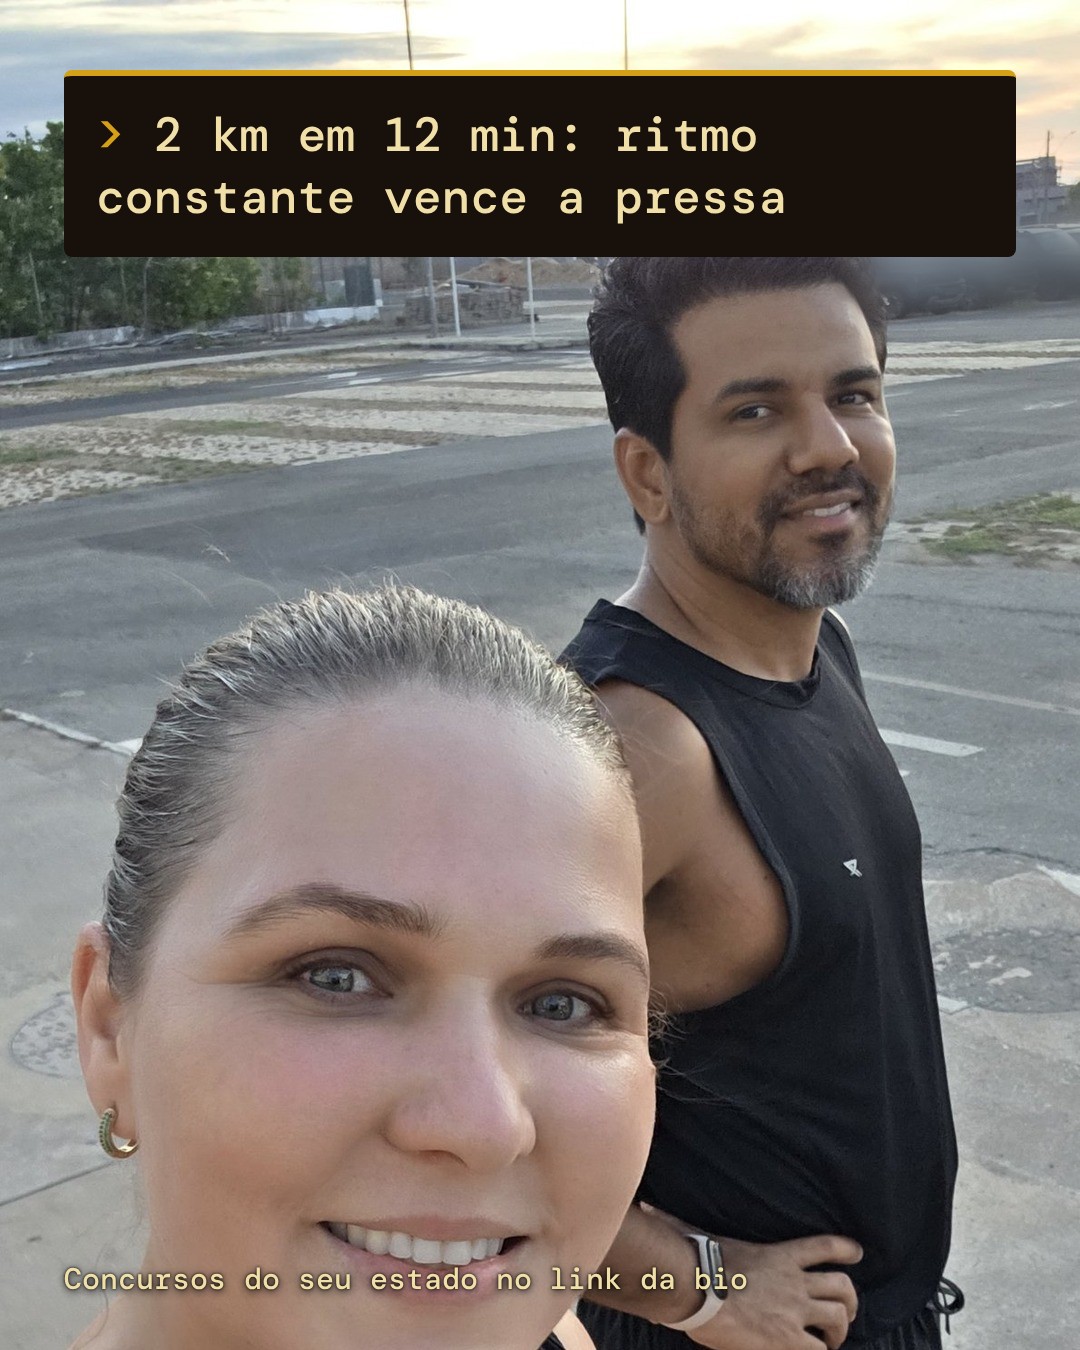 › 2 km em 12 min: ritmo
constante vence a pressa
Concursos do seu estado no link da bio